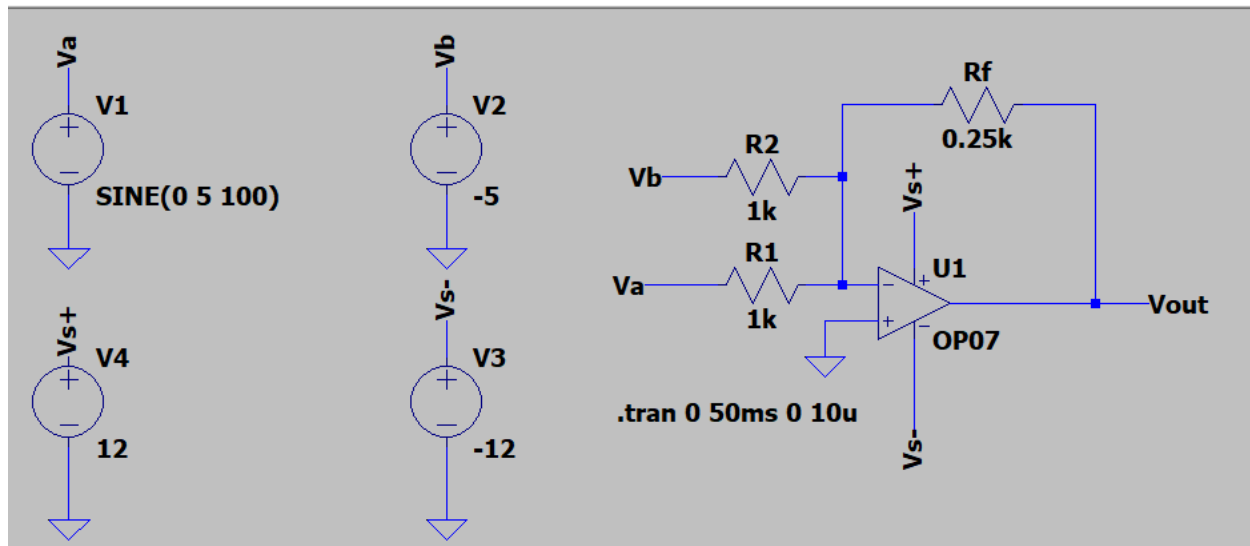 Va
V1
SINE(0 5 100)
Vb
V2
-5
Vs+
V4
12
Vs-
V3
-12
Rf
0.25k
R2
Vb
1k
R1
Va
1k
Vs+
U1
OP07
Vout
Vs-
.tran 0 50ms 0 10u